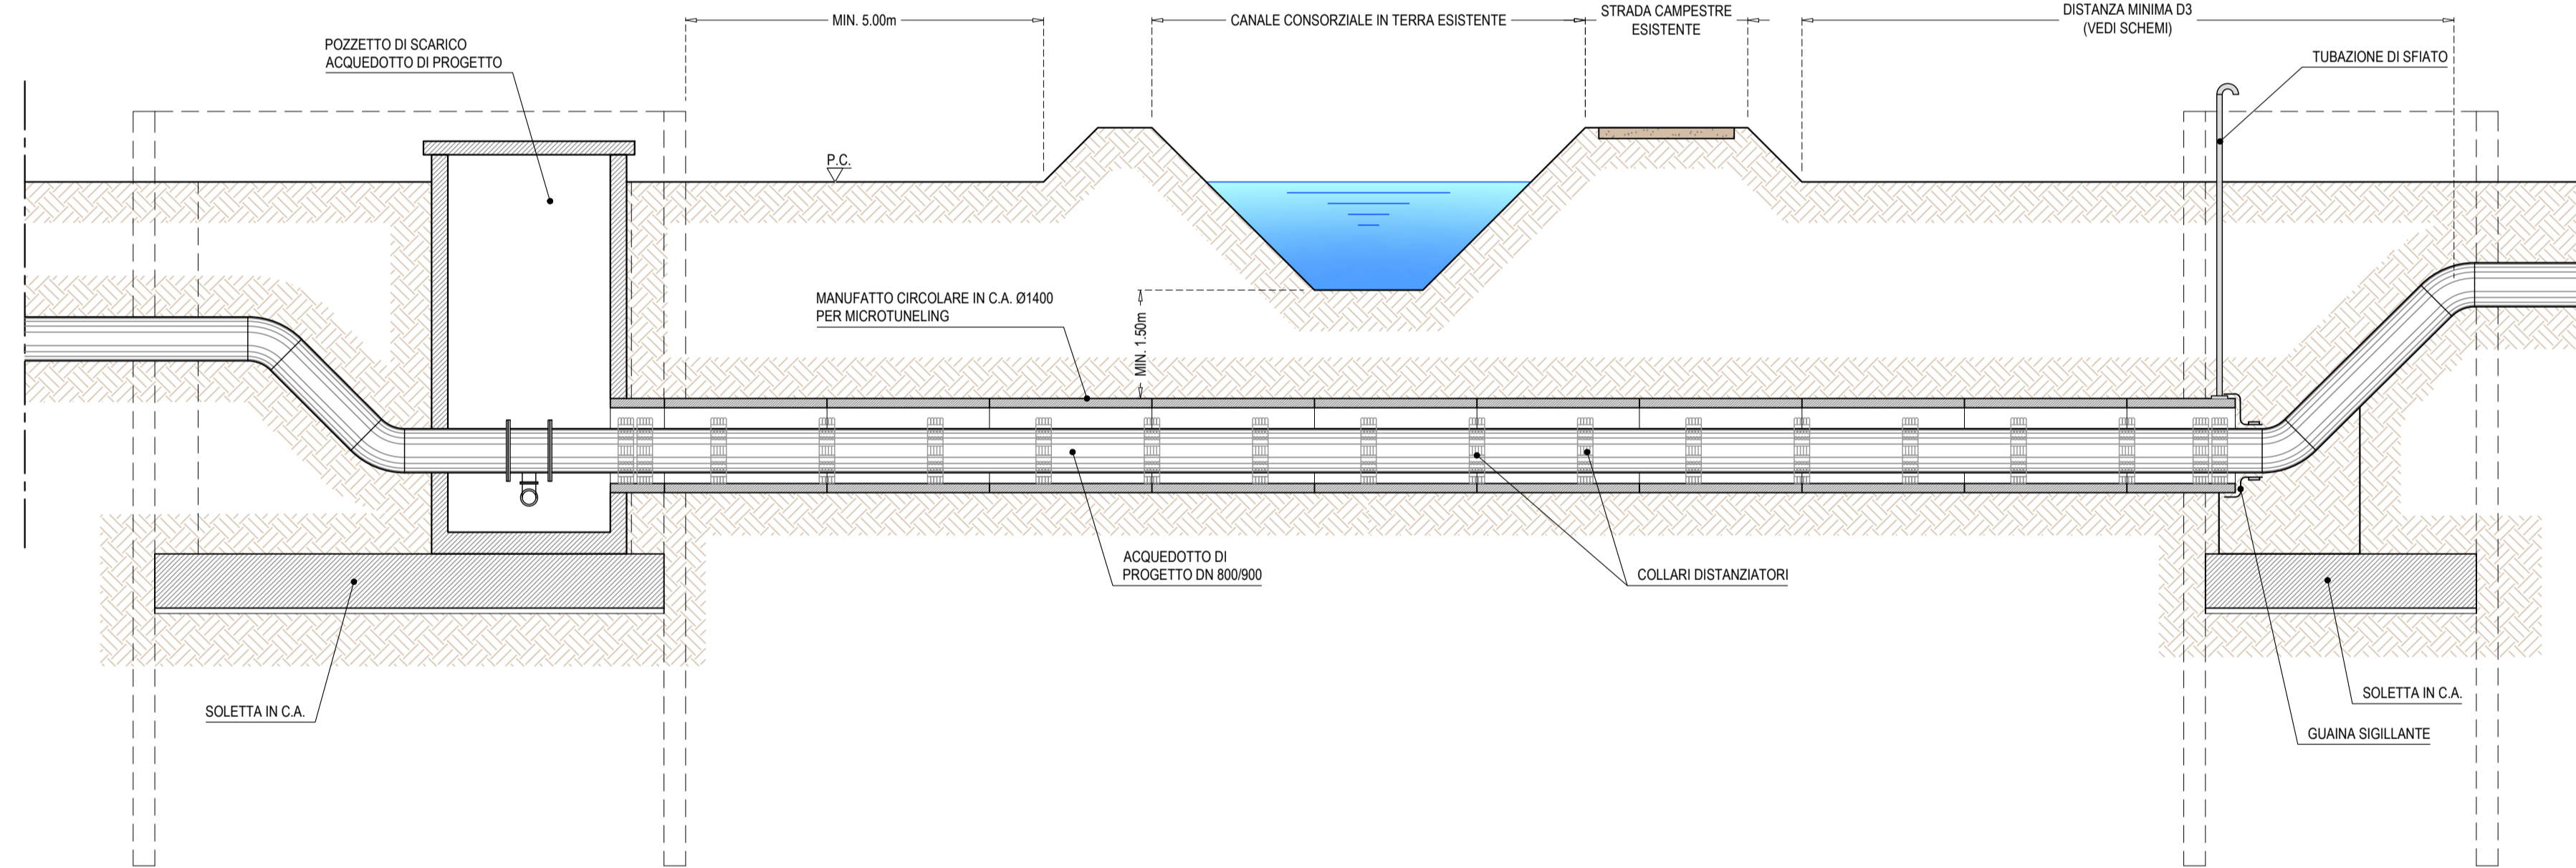 MIN. 5.00m
CANALE CONSORZIALE IN TERRA ESISTENTE
STRADA CAMPESTRE
ESISTENTE
DISTANZA MINIMA D3
(VEDI SCHEMI)
POZZETTO DI SCARICO
ACQUEDOTTO DI PROGETTO
TUBAZIONE DI SFIATO
P.C.
MANUFATTO CIRCOLARE IN C.A. Ø1400
PER MICROTUNELING
MIN. 1.50m
ACQUEDOTTO DI
PROGETTO DN 800/900
COLLARI DISTANZIATORI
SOLETTA IN C.A.
SOLETTA IN C.A.
GUAINA SIGILLANTE